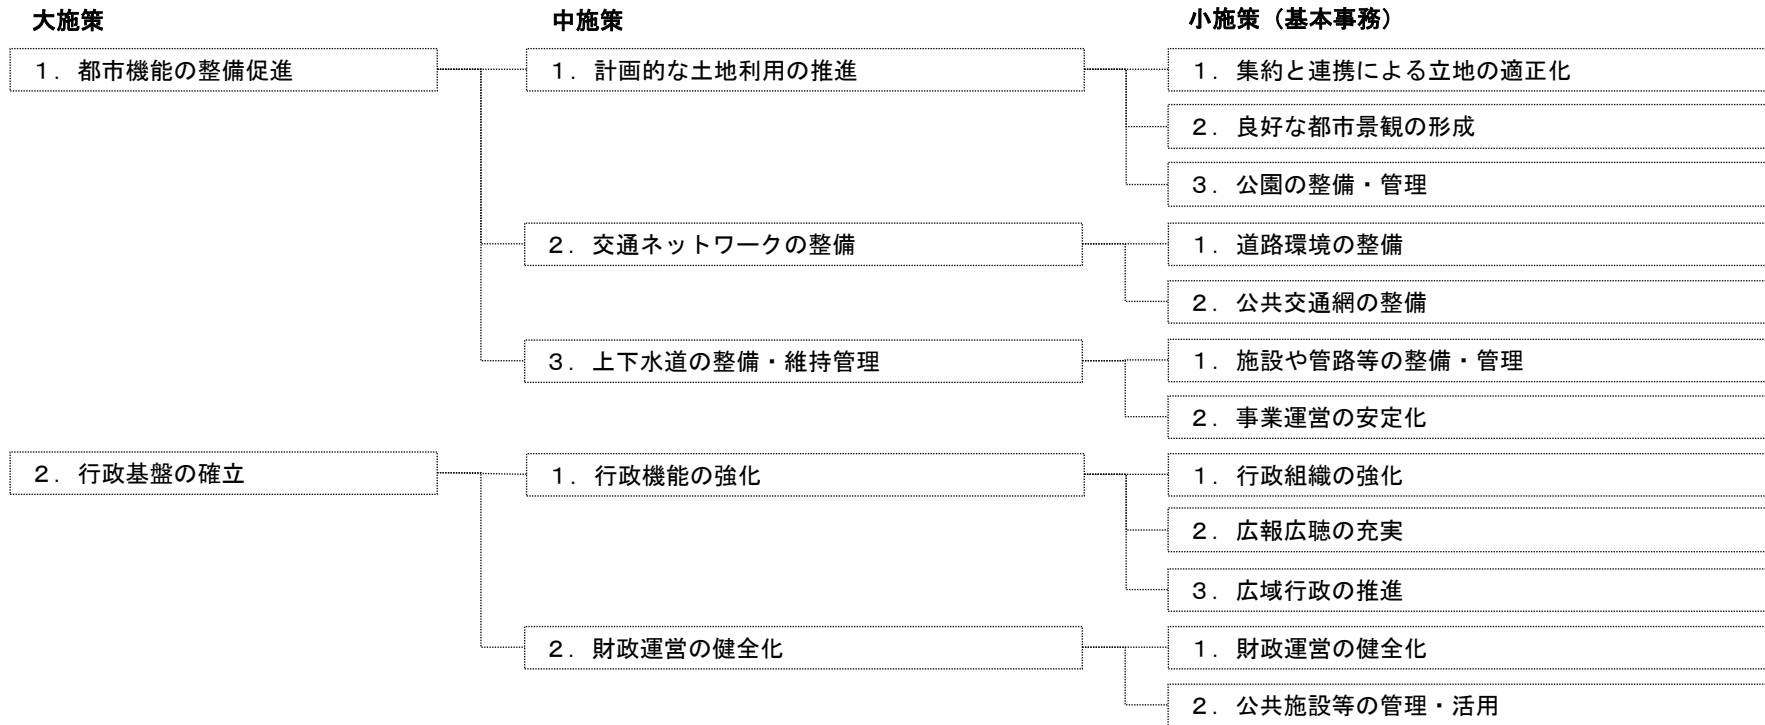 大施策 中施策 小施策（基本事務）
１．都市機能の整備促進 １．計画的な土地利用の推進 １．集約と連携による立地の適正化
２．良好な都市景観の形成
３．公園の整備・管理
２．交通ネットワークの整備 １．道路環境の整備
２．公共交通網の整備
３．上下水道の整備・維持管理 １．施設や管路等の整備・管理
２．事業運営の安定化
２．行政基盤の確立 １．行政機能の強化 １．行政組織の強化
２．広報広聴の充実
３．広域行政の推進
２．財政運営の健全化 １．財政運営の健全化
２．公共施設等の管理・活用